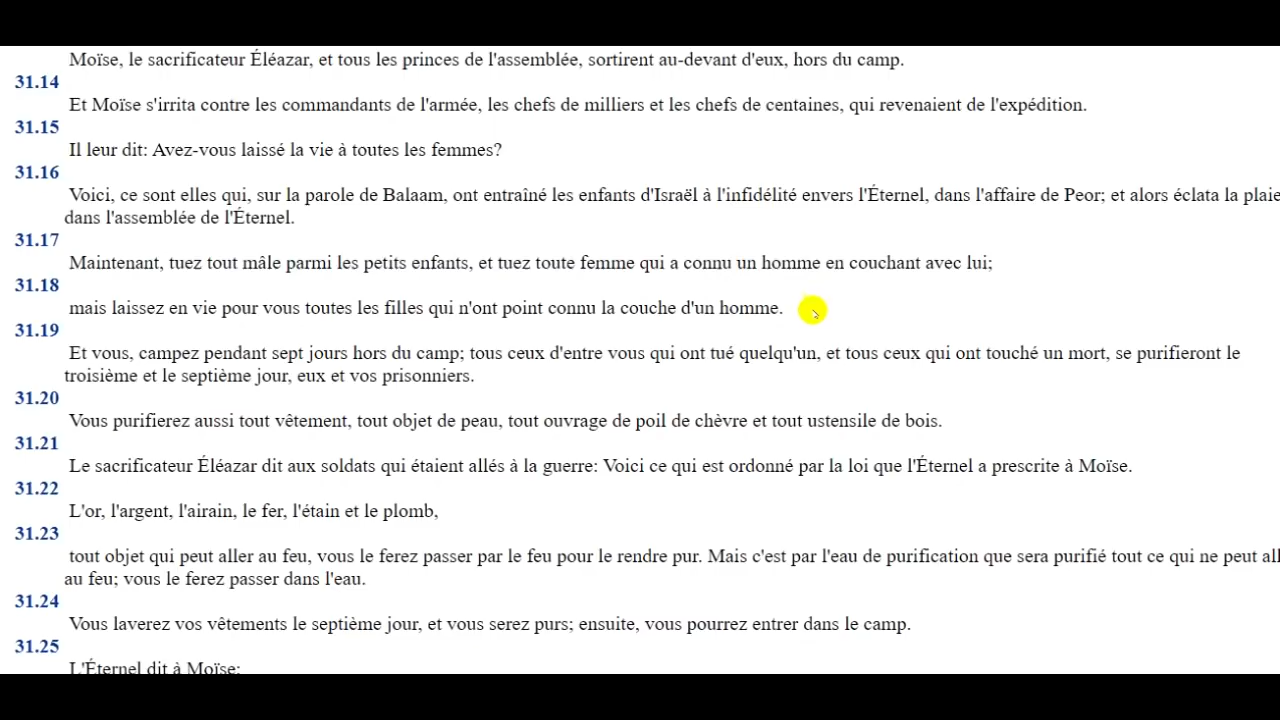 Moïse, le sacrificateur Éléazar, et tous les princes de l'assemblée, sortirent au-devant d'eux, hors du camp.
31.14
Et Moïse s'irrita contre les commandants de l'armée, les chefs de milliers et les chefs de centaines, qui revenaient de l'expédition.
31.15
Il leur dit: Avez-vous laissé la vie à toutes les femmes?
31.16
Voici, ce sont elles qui, sur la parole de Balaam, ont entraîné les enfants d'Israël à l'infidélité envers l'Éternel, dans l'affaire de Peor; et alors éclata la plaie
dans l'assemblée de l'Éternel.
31.17
Maintenant, tuez tout mâle parmi les petits enfants, et tuez toute femme qui a connu un homme en couchant avec lui;
31.18
mais laissez en vie pour vous toutes les filles qui n'ont point connu la couche d'un homme.
31.19
Et vous, campez pendant sept jours hors du camp; tous ceux d'entre vous qui ont tué quelqu'un, et tous ceux qui ont touché un mort, se purifieront le
troisième et le septième jour, eux et vos prisonniers.
31.20
Vous purifierez aussi tout vêtement, tout objet de peau, tout ouvrage de poil de chèvre et tout ustensile de bois.
31.21
Le sacrificateur Éléazar dit aux soldats qui étaient allés à la guerre: Voici ce qui est ordonné par la loi que l'Éternel a prescrite à Moïse.
31.22
L'or, l'argent, l'airain, le fer, l'étain et le plomb,
31.23
tout objet qui peut aller au feu, vous le ferez passer par le feu pour le rendre pur. Mais c'est par l'eau de purification que sera purifié tout ce qui ne peut all
au feu; vous le ferez passer dans l'eau.
31.24
Vous laverez vos vêtements le septième jour, et vous serez purs; ensuite, vous pourrez entrer dans le camp.
31.25
L'Éternel dit à Moïse: